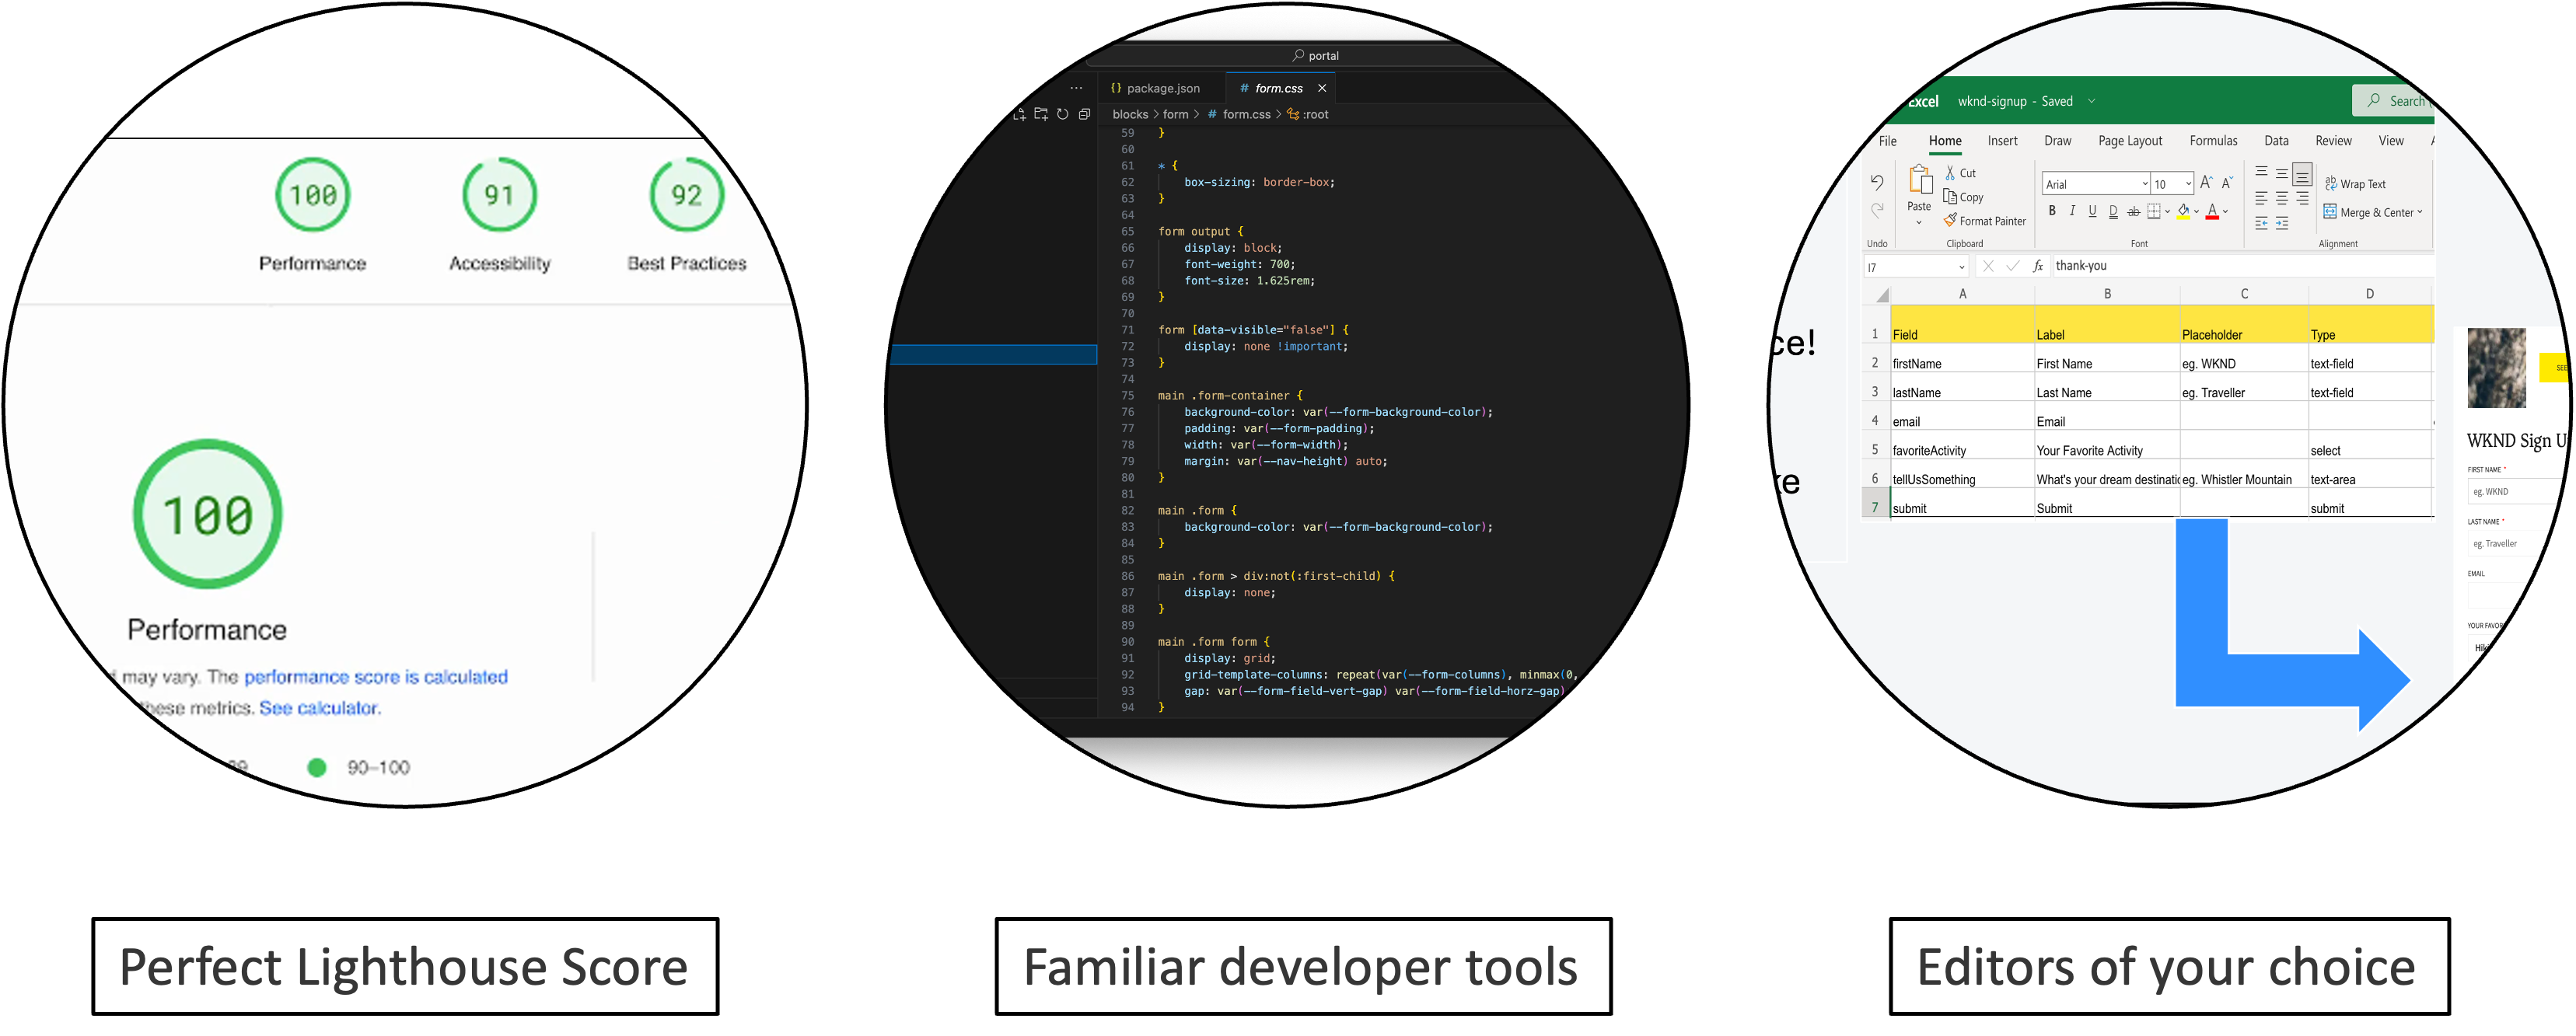 100
91
92
Performance
Accessibility
Best Practices
100
Performance
may vary. The performance score is calculated
these metrics. See calculator.
90–100
Perfect Lighthouse Score
portal
{} package.json
# form.css ×
blocks > form > # form.css > :root
59 }
60
61 * {
62 box-sizing: border-box;
63 }
64
65 form output {
66 display: block;
67 font-weight: 700;
68 font-size: 1.625rem;
69 }
70
71 form [data-visible="false"] {
72 display: none !important;
73 }
74
75 main .form-container {
76 background-color: var(--form-background-color);
77 padding: var(--form-padding);
78 width: var(--form-width);
79 margin: var(--nav-height) auto;
80 }
81
82 main .form {
83 background-color: var(--form-background-color);
84 }
85
86 main .form > div:not(:first-child) {
87 display: none;
88 }
89
90 main .form form {
91 display: grid;
92 grid-template-columns: repeat(var(--form-columns), minmax(0,
93 gap: var(--form-field-vert-gap) var(--form-field-horz-gap)
94 }
Familiar developer tools
ce!
Excel wknd-signup - Saved Search
File Home Insert Draw Page Layout Formulas Data Review View
Paste
Cut
Copy
Format Painter
Arial 10
B I U D ab
Wrap Text
Merge & Center
Undo Clipboard Font Alignment
I7 fx thank-you
A B C D
1 Field Label Placeholder Type
2 firstName First Name eg. WKND text-field
3 lastName Last Name eg. Traveller text-field
4 email Email
5 favoriteActivity Your Favorite Activity select
6 tellUsSomething What's your dream destinatic eg. Whistler Mountain text-area
7 submit Submit submit
SEE
WKND Sign U
FIRST NAME *
eg. WKND
LAST NAME *
eg. Traveller
EMAIL
YOUR FAVOR
Editors of your choice